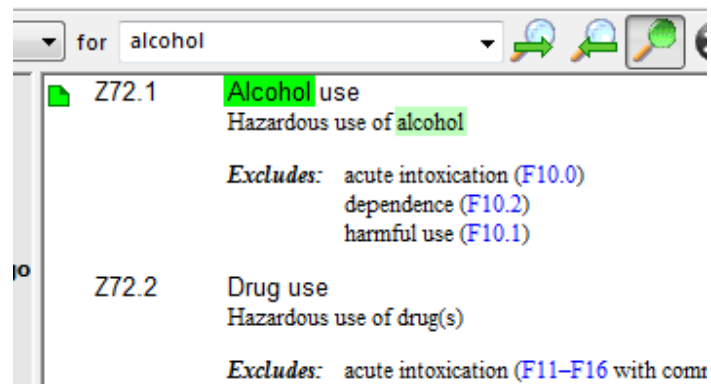 for alcohol
Z72.1 Alcohol use
Hazardous use of alcohol
Excludes: acute intoxication (F10.0)
dependence (F10.2)
harmful use (F10.1)
Z72.2 Drug use
Hazardous use of drug(s)
Excludes: acute intoxication (F11–F16 with